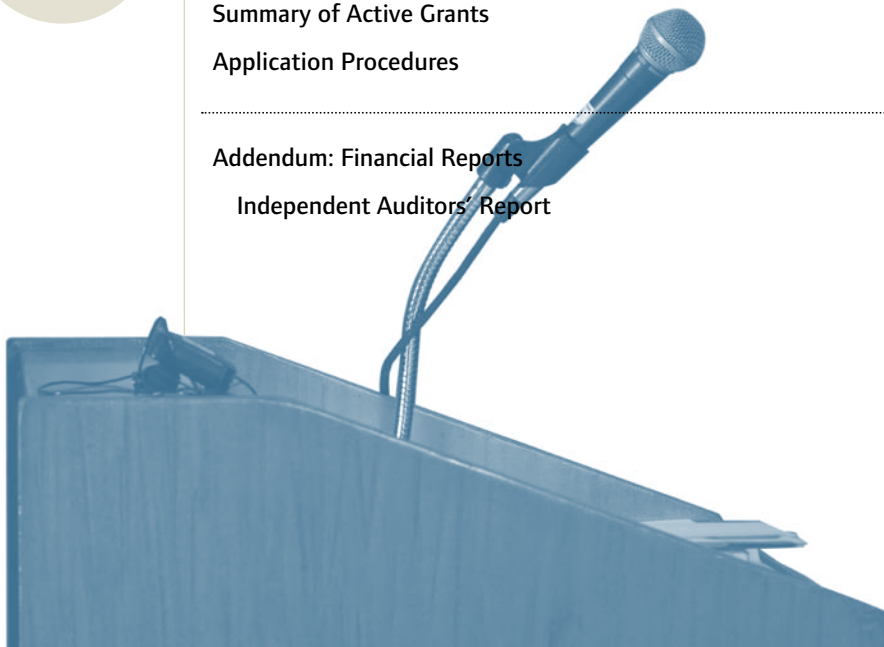 Summary of Active Grants
Application Procedures
Addendum: Financial Reports
Independent Auditors’ Report